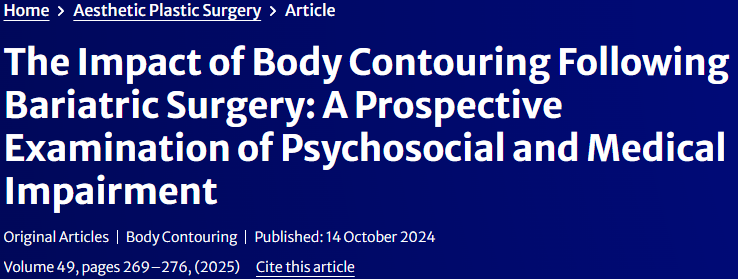 Home > Aesthetic Plastic Surgery > Article
The Impact of Body Contouring Following
Bariatric Surgery: A Prospective
Examination of Psychosocial and Medical
Impairment
Original Articles | Body Contouring | Published: 14 October 2024
Volume 49, pages 269–276, (2025) Cite this article